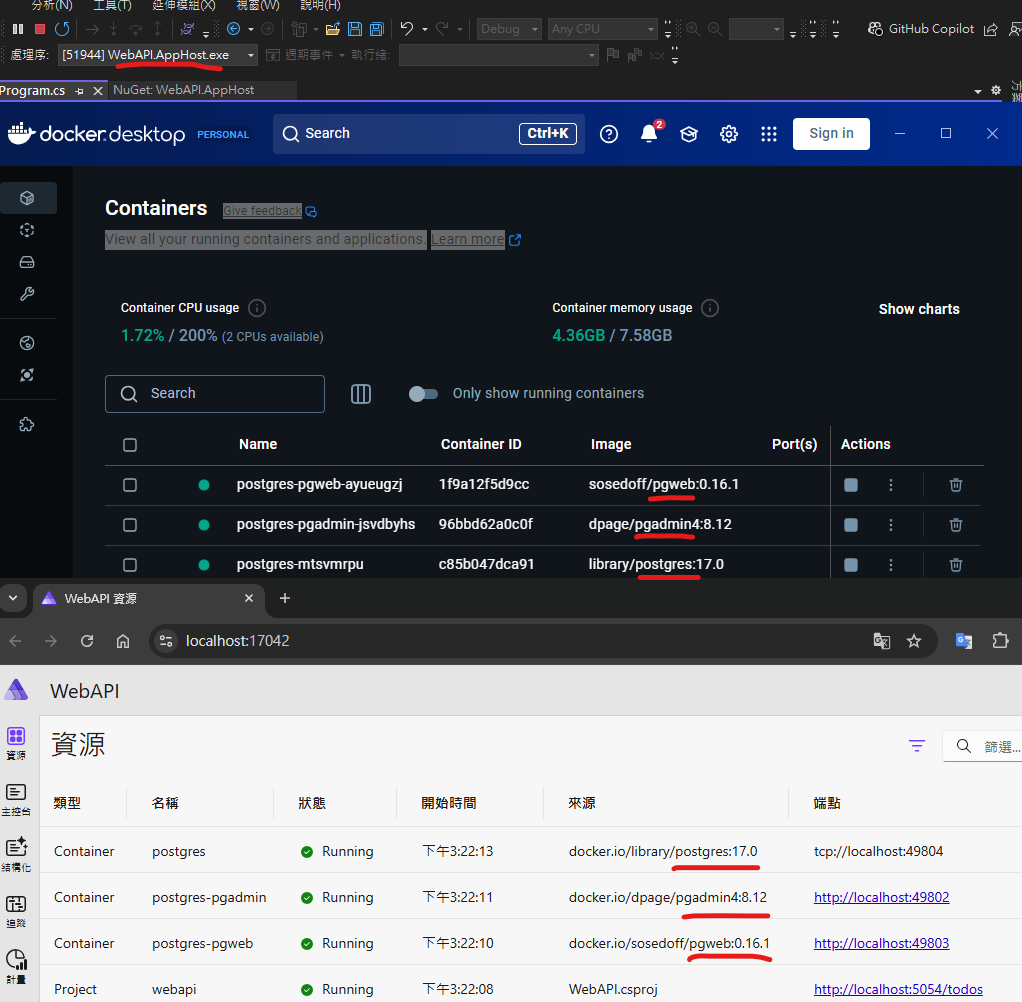 分析(N) 工具(T) 延伸模組(X) 視窗(W) 說明(H)
Debug Any CPU GitHub Copilot
處理序: [51944] WebAPI.AppHost.exe 週期事件 執行緒:
Program.cs NuGet: WebAPI.AppHost
docker.desktop PERSONAL Search Ctrl+K 2 Sign in
Containers Give feedback
View all your running containers and applications. Learn more
Container CPU usage Container memory usage Show charts
1.72% / 200% (2 CPUs available) 4.36GB / 7.58GB
Search Only show running containers
Name Container ID Image Port(s) Actions
postgres-pgweb-ayueugzj 1f9a12f5d9cc sosedoff/pgweb:0.16.1
postgres-pgadmin-jsvdbyhs 96bbd62a0c0f dpage/pgadmin4:8.12
postgres-mtsvmrpu c85b047dca91 library/postgres:17.0
WebAPI 資源
localhost:17042
WebAPI
資源
資源
篩選...
主控台
結構化
追蹤
計量
類型 名稱 狀態 開始時間 來源 端點
Container postgres Running 下午3:22:13 docker.io/library/postgres:17.0 tcp://localhost:49804
Container postgres-pgadmin Running 下午3:22:11 docker.io/dpage/pgadmin4:8.12 http://localhost:49802
Container postgres-pgweb Running 下午3:22:10 docker.io/sosedoff/pgweb:0.16.1 http://localhost:49803
Project webapi Running 下午3:22:08 WebAPI.csproj http://localhost:5054/todos